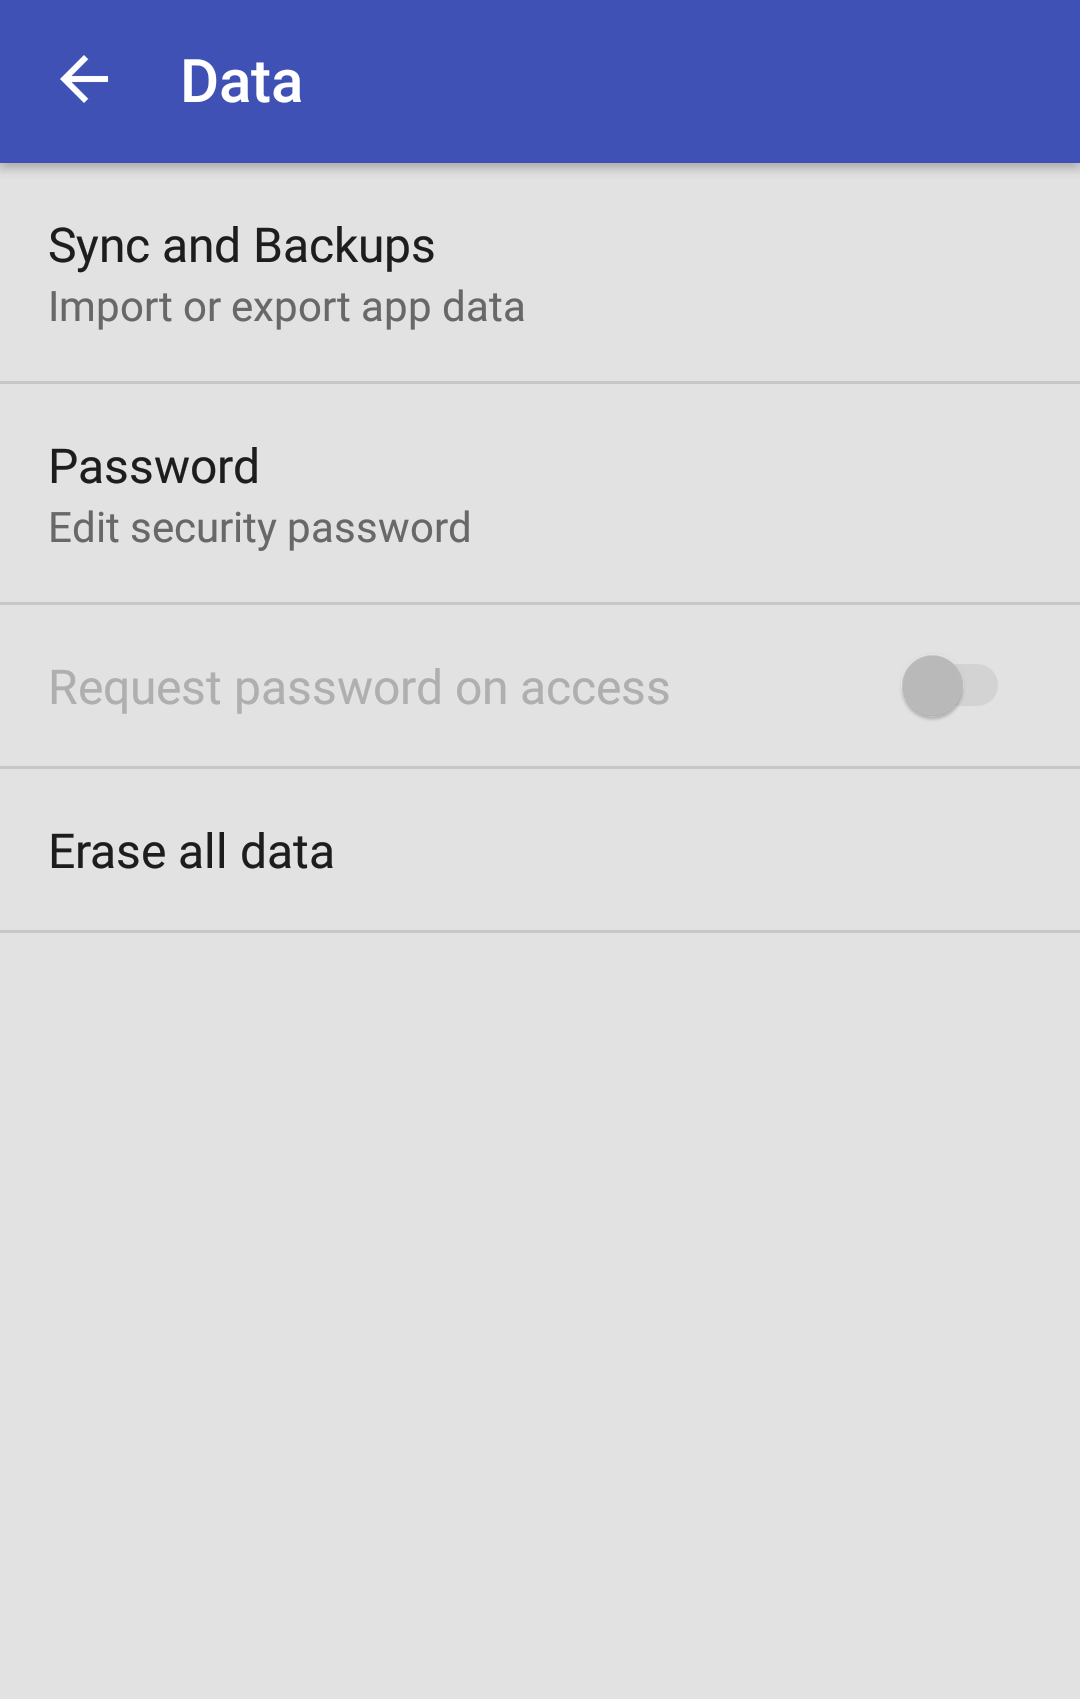 Data
Sync and Backups
Import or export app data
Password
Edit security password
Request password on access
Erase all data